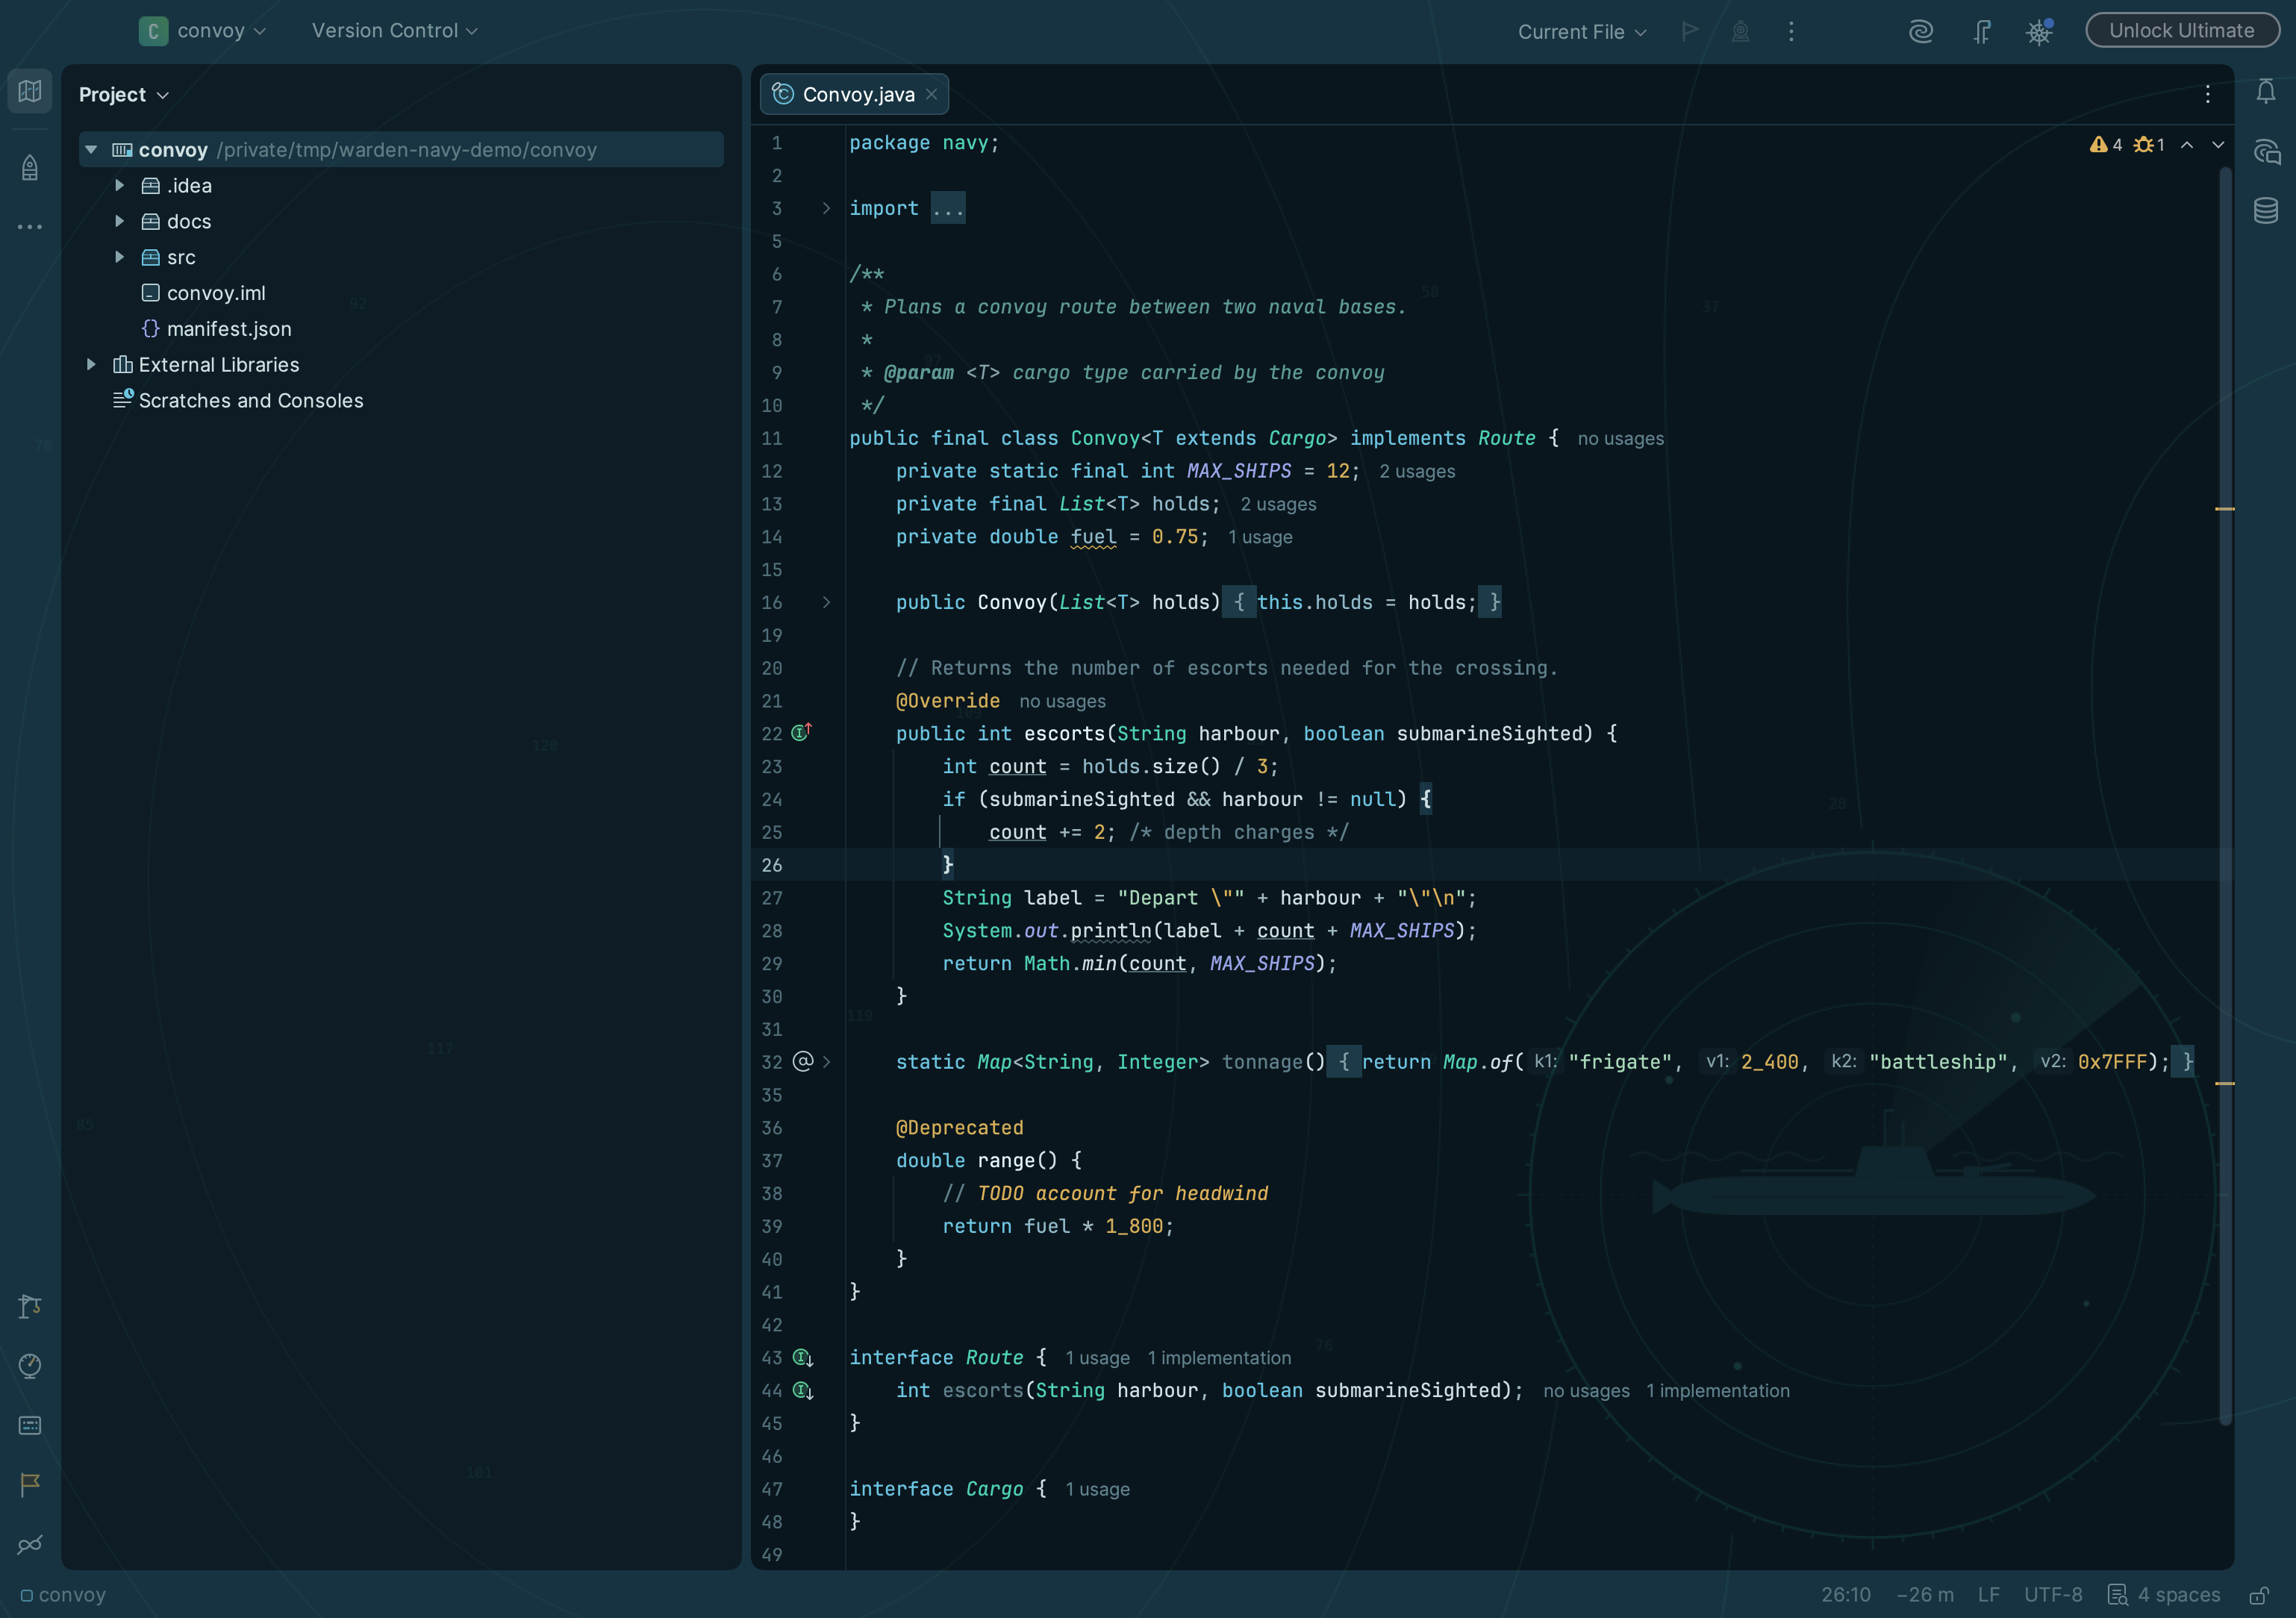 C convoy Version Control Current File Unlock Ultimate
Project
convoy /private/tmp/warden-navy-demo/convoy
.idea
docs
src
convoy.iml
manifest.json
External Libraries
Scratches and Consoles
Convoy.java
4 1
1 package navy;
2
3 import ...
5
6 /**
7 * Plans a convoy route between two naval bases.
8 *
9 * @param <T> cargo type carried by the convoy
10 */
11 public final class Convoy<T extends Cargo> implements Route { no usages
12 private static final int MAX_SHIPS = 12; 2 usages
13 private final List<T> holds; 2 usages
14 private double fuel = 0.75; 1 usage
15
16 public Convoy(List<T> holds) { this.holds = holds; }
19
20 // Returns the number of escorts needed for the crossing.
21 @Override no usages
22 public int escorts(String harbour, boolean submarineSighted) {
23 int count = holds.size() / 3;
24 if (submarineSighted && harbour != null) {
25 count += 2; /* depth charges */
26 }
27 String label = "Depart \"" + harbour + "\"\n";
28 System.out.println(label + count + MAX_SHIPS);
29 return Math.min(count, MAX_SHIPS);
30 }
31
32 static Map<String, Integer> tonnage() { return Map.of( k1: "frigate", v1: 2_400, k2: "battleship", v2: 0x7FFF); }
35
36 @Deprecated
37 double range() {
38 // TODO account for headwind
39 return fuel * 1_800;
40 }
41 }
42
43 interface Route { 1 usage 1 implementation
44 int escorts(String harbour, boolean submarineSighted); no usages 1 implementation
45 }
46
47 interface Cargo { 1 usage
48 }
49
92
76
120
117
85
101
58
37
97
28
119
76
convoy 26:10 −26 m LF UTF-8 4 spaces